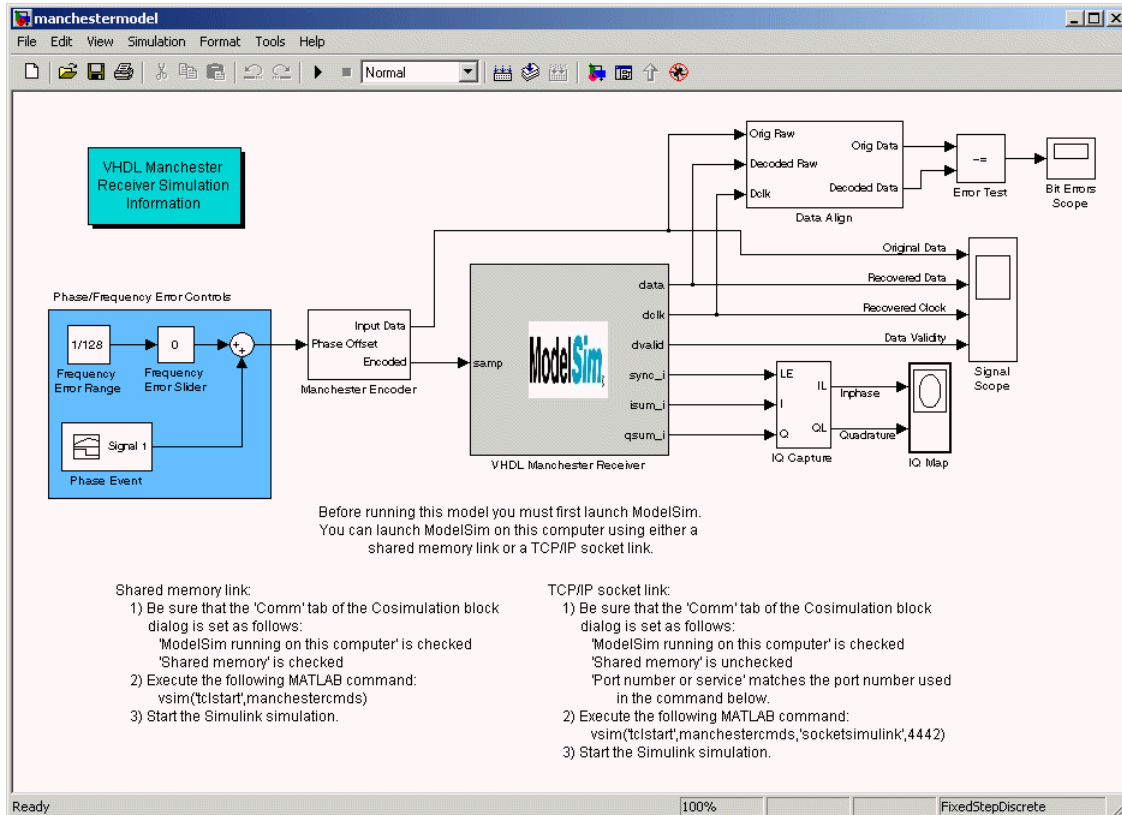 manchestermodel
File Edit View Simulation Format Tools Help
Normal
VHDL Manchester
Receiver Simulation
Information
Orig Raw
Decoded Raw
Dclk
Orig Data
Decoded Data
Data Align
~=
Error Test
Bit Errors
Scope
Original Data
Recovered Data
Recovered Clock
Data Validity
Signal
Scope
Phase/Frequency Error Controls
1/128
Frequency
Error Range
0
Frequency
Error Slider
+
+
Signal 1
Phase Event
Input Data
Phase Offset
Encoded
Manchester Encoder
samp
ModelSim
data
dclk
dvalid
sync_i
isum_i
qsum_i
VHDL Manchester Receiver
LE
I
Q
IL
QL
IQ Capture
Inphase
Quadrature
IQ Map
Before running this model you must first launch ModelSim.
You can launch ModelSim on this computer using either a
shared memory link or a TCP/IP socket link.
Shared memory link:
1) Be sure that the 'Comm' tab of the Cosimulation block
dialog is set as follows:
'ModelSim running on this computer' is checked
'Shared memory' is checked
2) Execute the following MATLAB command:
vsim('tclstart',manchestercmds)
3) Start the Simulink simulation.
TCP/IP socket link:
1) Be sure that the 'Comm' tab of the Cosimulation block
dialog is set as follows:
'ModelSim running on this computer' is checked
'Shared memory' is unchecked
'Port number or service' matches the port number used
in the command below.
2) Execute the following MATLAB command:
vsim('tclstart',manchestercmds,'socketsimulink',4442)
3) Start the Simulink simulation.
Ready
100%
FixedStepDiscrete